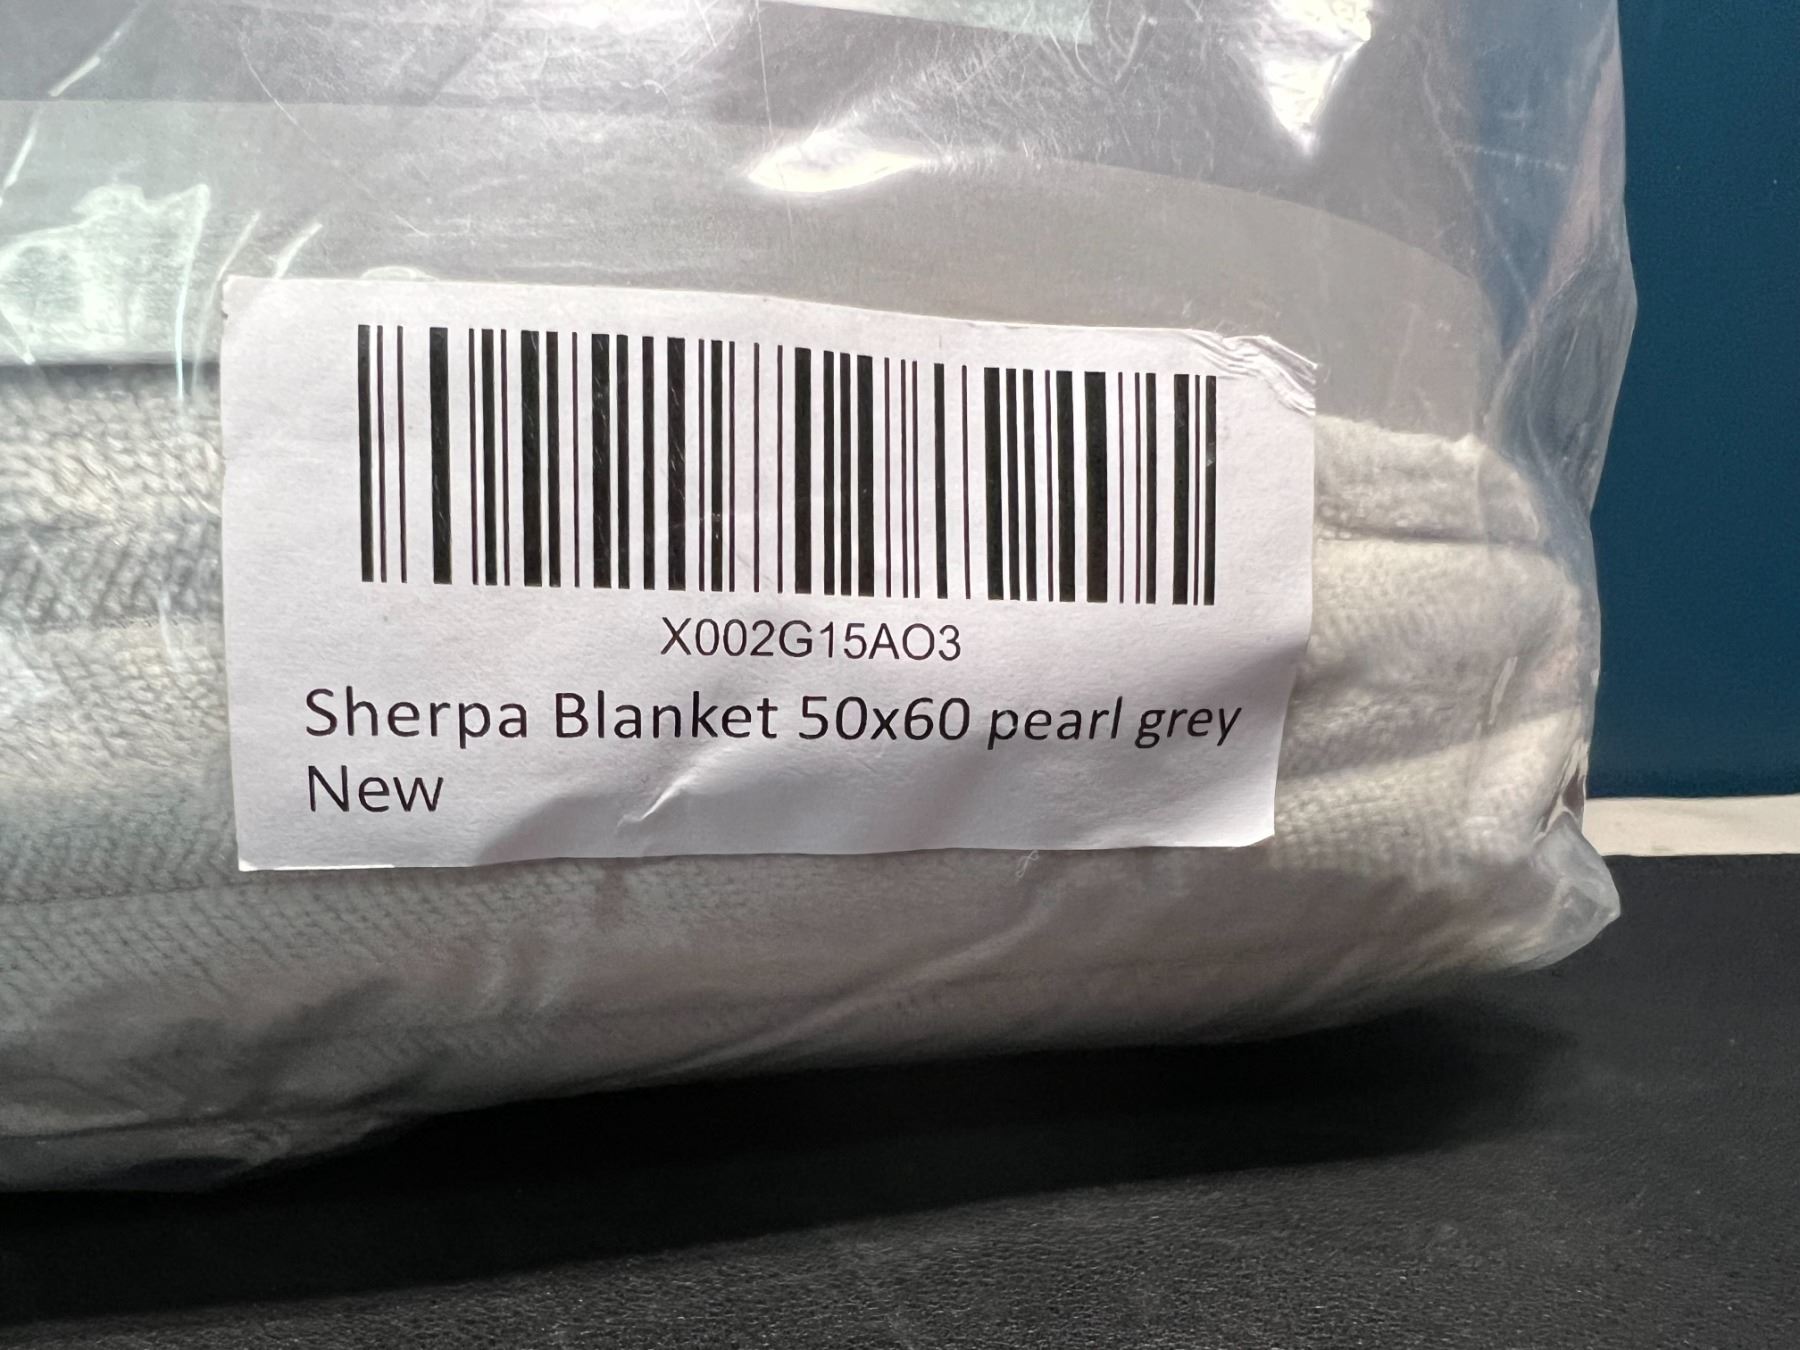 X002G15AO3
Sherpa Blanket 50x60 pearl grey
New